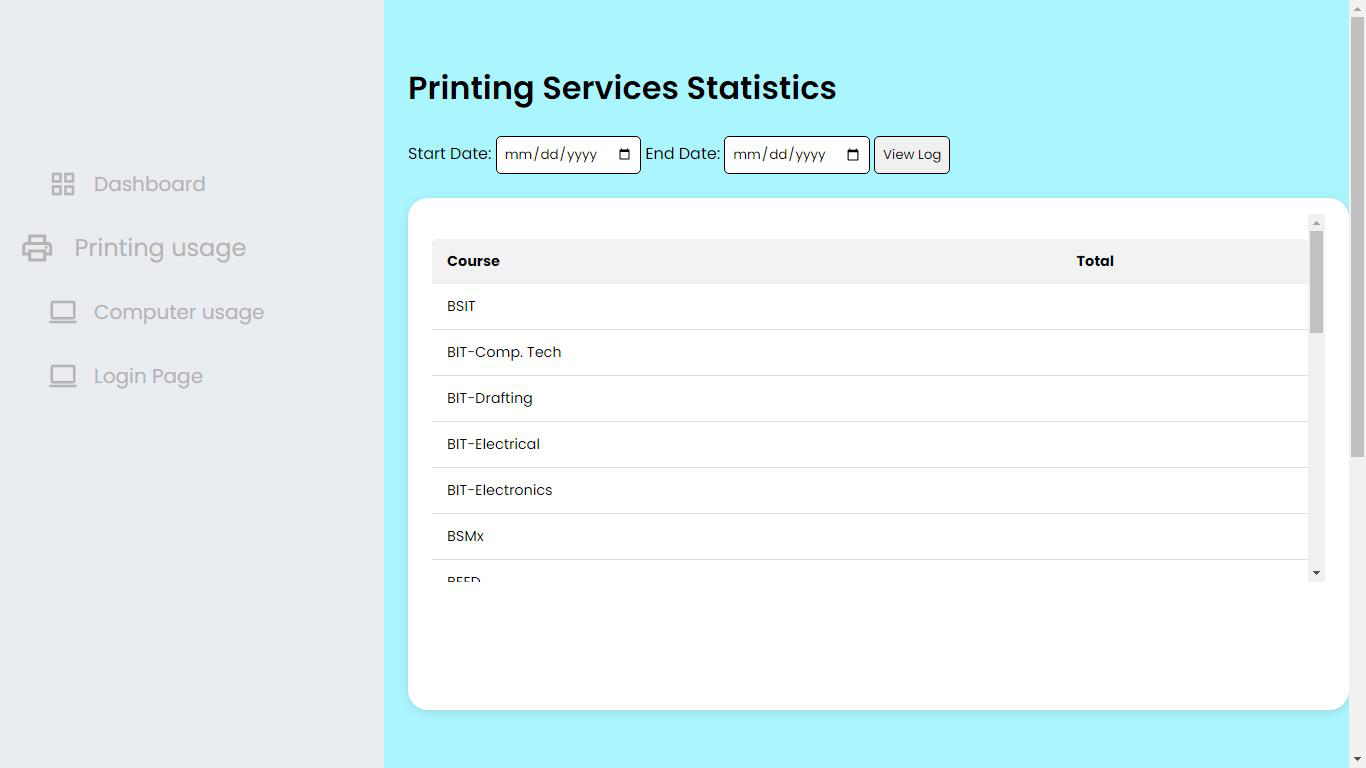 Dashboard
Printing usage
Computer usage
Login Page
Printing Services Statistics
Start Date: mm/dd/yyyy End Date: mm/dd/yyyy View Log
Course Total
BSIT
BIT-Comp. Tech
BIT-Drafting
BIT-Electrical
BIT-Electronics
BSMx